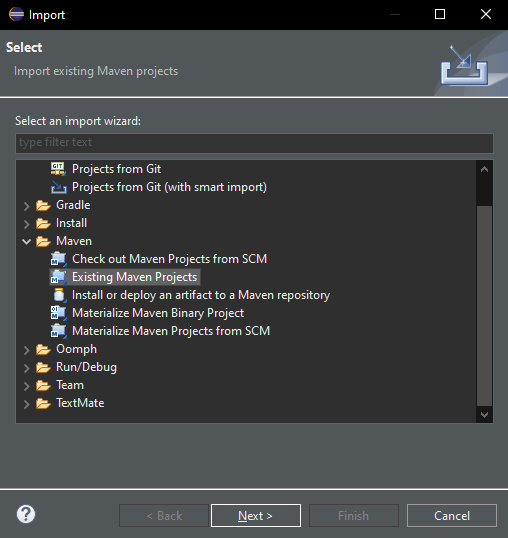 Import
Select
Import existing Maven projects
Select an import wizard:
type filter text
GIT
Projects from Git
Projects from Git (with smart import)
Gradle
Install
Maven
Check out Maven Projects from SCM
Existing Maven Projects
Install or deploy an artifact to a Maven repository
Materialize Maven Binary Project
Materialize Maven Projects from SCM
Oomph
Run/Debug
Team
TextMate
?
< Back
Next >
Finish
Cancel